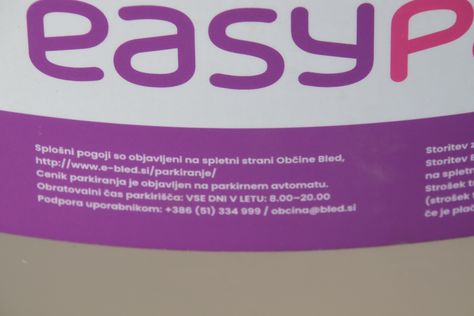 easyP
Splošni pogoji so objavljeni na spletni strani Občine Bled,
http://www.e-bled.si/parkiranje/
Cenik parkiranja je objavljen na parkirnem avtomatu.
Obratovalni čas parkirišča: VSE DNI V LETU: 8.00–20.00
Podpora uporabnikom: +386 (51) 334 999 / obcina@bled.si
Storitev
Storitev
na spletn
Strošek
(strošek
če je plač